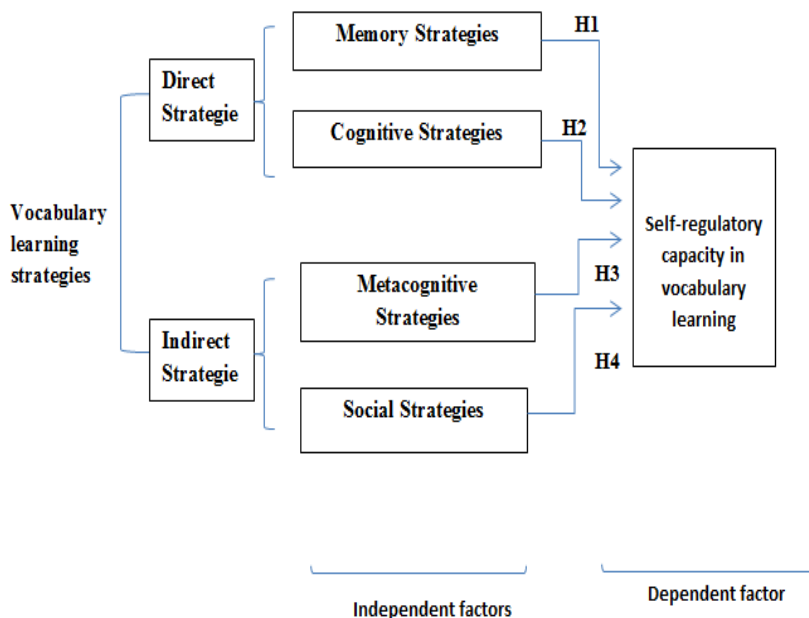 Memory Strategies
H1
Direct
Strategie
Cognitive Strategies
H2
Vocabulary
learning
strategies
Self-regulatory
capacity in
vocabulary
learning
Metacognitive
Strategies
H3
Indirect
Strategie
Social Strategies
H4
Independent factors
Dependent factor